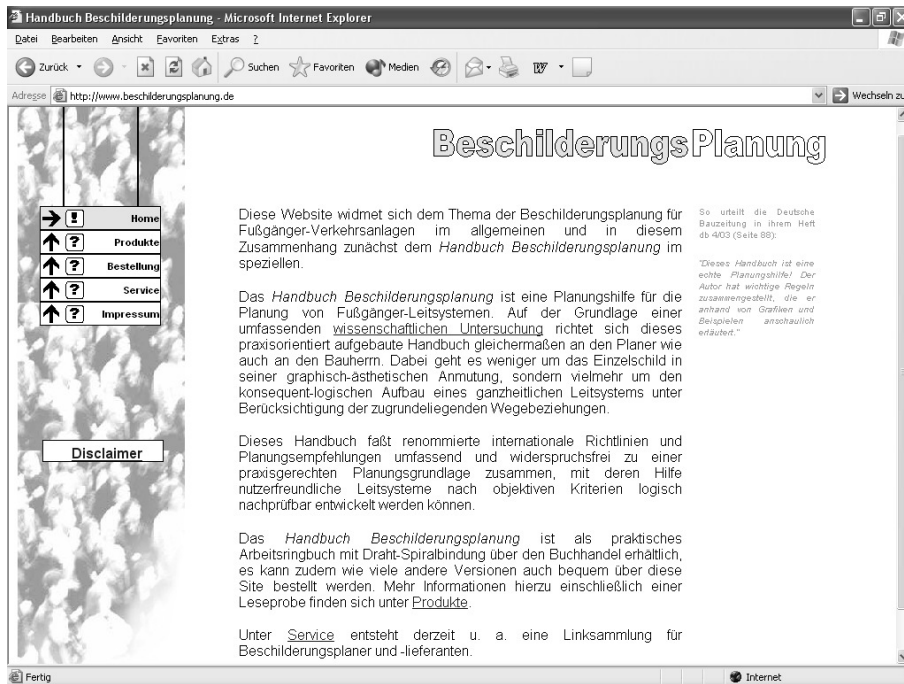 Handbuch Beschilderungsplanung - Microsoft Internet Explorer
Datei Bearbeiten Ansicht Favoriten Extras ?
Zurück Suchen Favoriten Medien
Adresse http://www.beschilderungsplanung.de Wechseln zu
BeschilderungsPlanung
Home
Produkte
Bestellung
Service
Impressum
Disclaimer
Diese Website widmet sich dem Thema der Beschilderungsplanung für
Fußgänger-Verkehrsanlagen im allgemeinen und in diesem
Zusammenhang zunächst dem Handbuch Beschilderungsplanung im
speziellen.
Das Handbuch Beschilderungsplanung ist eine Planungshilfe für die
Planung von Fußgänger-Leitsystemen. Auf der Grundlage einer
umfassenden wissenschaftlichen Untersuchung richtet sich dieses
praxisorientiert aufgebaute Handbuch gleichermaßen an den Planer wie
auch an den Bauherrn. Dabei geht es weniger um das Einzelschild in
seiner graphisch-ästhetischen Anmutung, sondern vielmehr um den
konsequent-logischen Aufbau eines ganzheitlichen Leitsystems unter
Berücksichtigung der zugrundeliegenden Wegebeziehungen.
Dieses Handbuch faßt renommierte internationale Richtlinien und
Planungsempfehlungen umfassend und widerspruchsfrei zu einer
praxisgerechten Planungsgrundlage zusammen, mit deren Hilfe
nutzerfreundliche Leitsysteme nach objektiven Kriterien logisch
nachprüfbar entwickelt werden können.
Das Handbuch Beschilderungsplanung ist als praktisches
Arbeitsringbuch mit Draht-Spiralbindung über den Buchhandel erhältlich,
es kann zudem wie viele andere Versionen auch bequem über diese
Site bestellt werden. Mehr Informationen hierzu einschließlich einer
Leseprobe finden sich unter Produkte.
Unter Service entsteht derzeit u. a. eine Linksammlung für
Beschilderungsplaner und -lieferanten.
So urteilt die Deutsche
Bauzeitung in ihrem Heft
db 4/03 (Seite 88):
"Dieses Handbuch ist eine
echte Planungshilfe! Der
Autor hat wichtige Regeln
zusammengestellt, die er
anhand von Grafiken und
Beispielen anschaulich
erläutert."
Fertig Internet